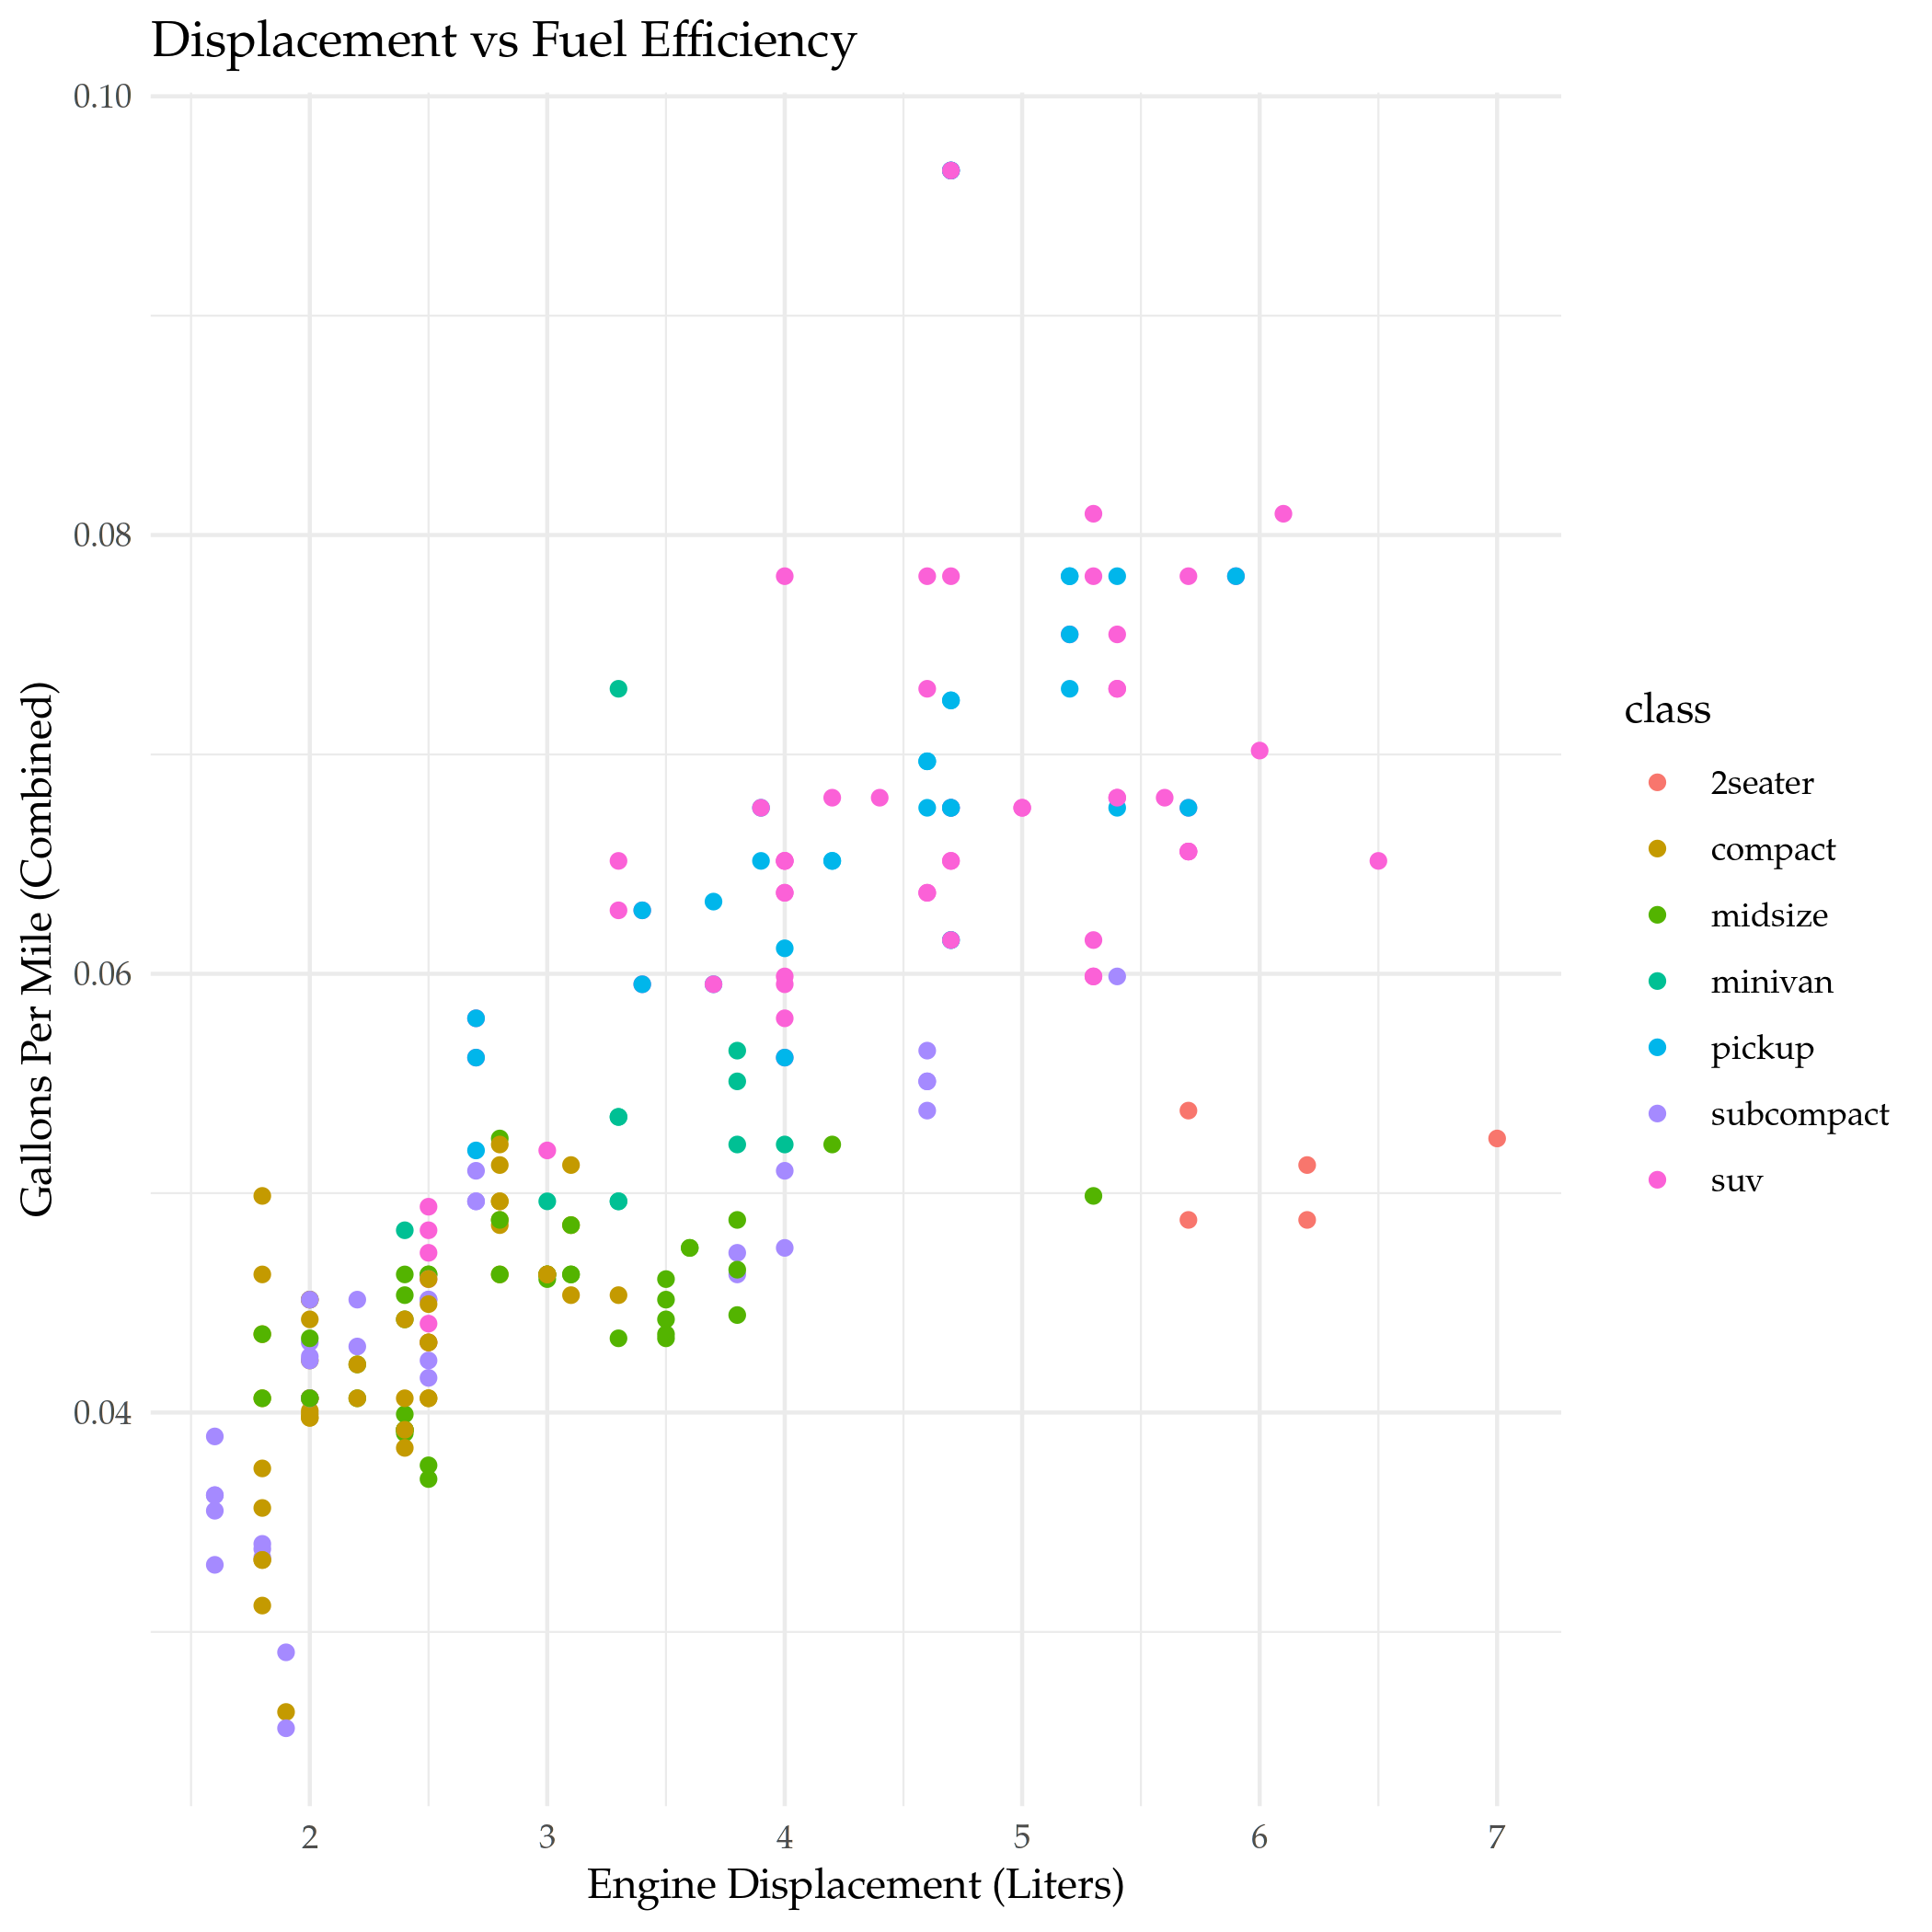 Displacement vs Fuel Efficiency
Gallons Per Mile (Combined)
0.10
0.08
0.06
0.04
2 3 4 5 6 7
Engine Displacement (Liters)
class
2seater
compact
midsize
minivan
pickup
subcompact
suv